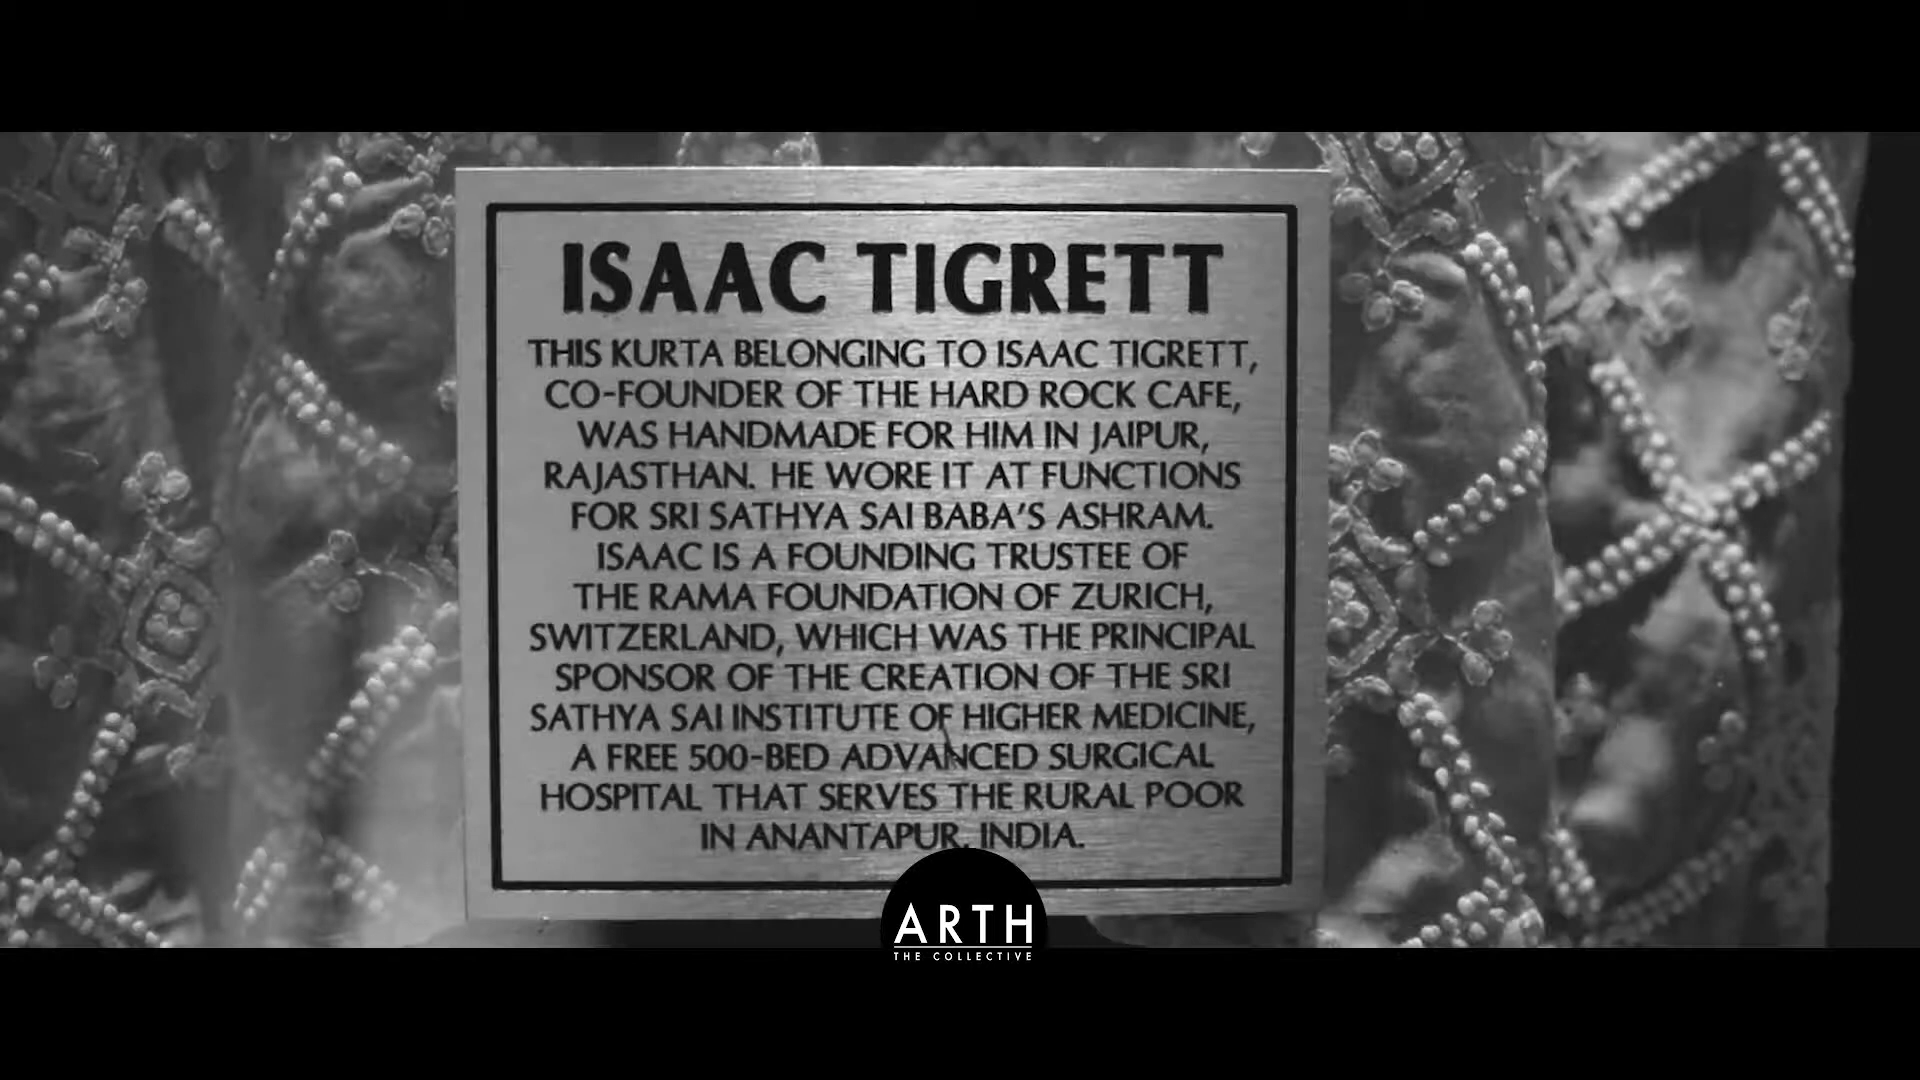 ISAAC TIGRETT
THIS KURTA BELONGING TO ISAAC TIGRETT,
CO-FOUNDER OF THE HARD ROCK CAFE,
WAS HANDMADE FOR HIM IN JAIPUR,
RAJASTHAN. HE WORE IT AT FUNCTIONS
FOR SRI SATHYA SAI BABA'S ASHRAM.
ISAAC IS A FOUNDING TRUSTEE OF
THE RAMA FOUNDATION OF ZURICH,
SWITZERLAND, WHICH WAS THE PRINCIPAL
SPONSOR OF THE CREATION OF THE SRI
SATHYA SAI INSTITUTE OF HIGHER MEDICINE,
A FREE 500-BED ADVANCED SURGICAL
HOSPITAL THAT SERVES THE RURAL POOR
IN ANANTAPUR, INDIA.
ARTH
THE COLLECTIVE